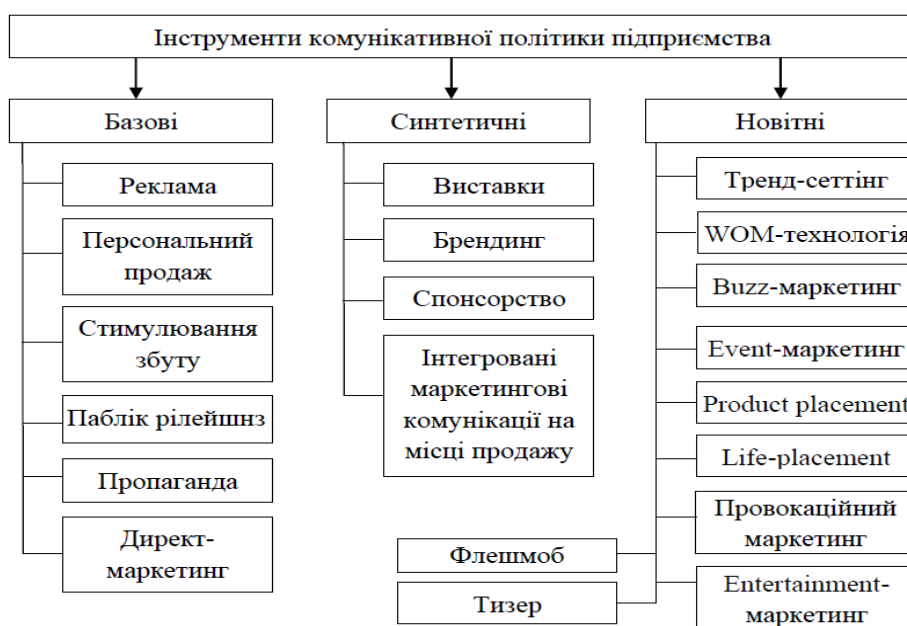 Інструменти комунікативної політики підприємства
Базові
Реклама
Персональний
продаж
Стимулювання
збуту
Паблік рілейшнз
Пропаганда
Директ-
маркетинг
Синтетичні
Виставки
Брендинг
Спонсорство
Інтегровані
маркетингові
комунікації на
місці продажу
Новітні
Тренд-сеттінг
WOM-технологія
Buzz-маркетинг
Event-маркетинг
Product placement
Life-placement
Провокаційний
маркетинг
Entertainment-
маркетинг
Флешмоб
Тизер